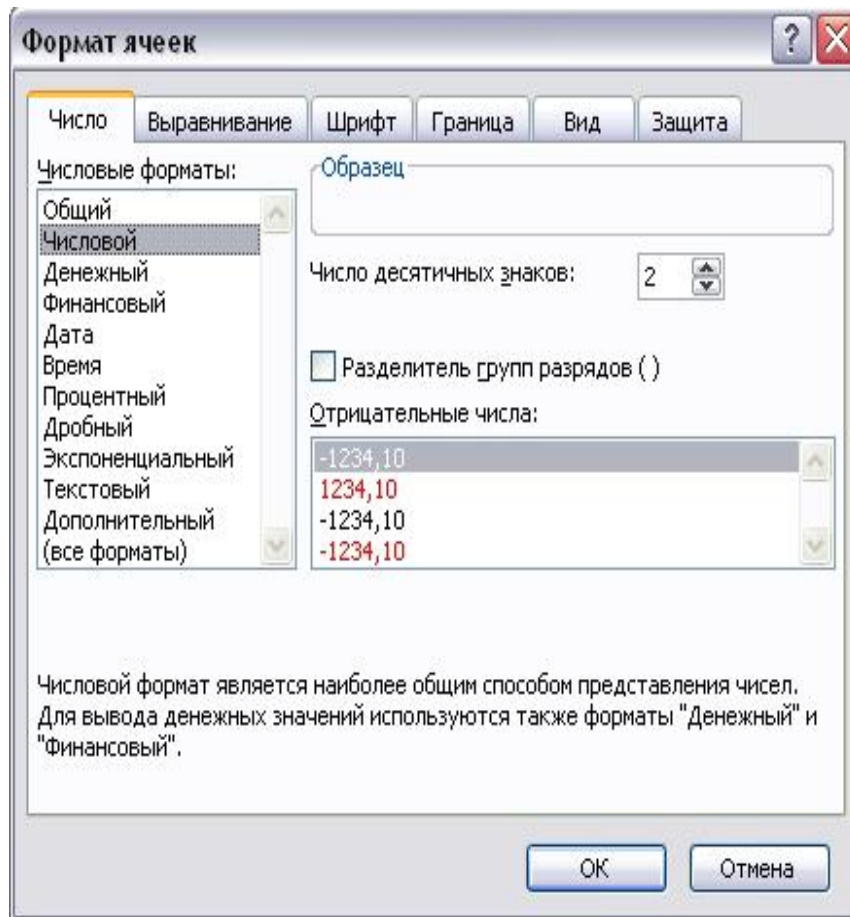 Формат ячеек
?
Число Выравнивание Шрифт Граница Вид Защита
Числовые форматы:
Общий
Числовой
Денежный
Финансовый
Дата
Время
Процентный
Дробный
Экспоненциальный
Текстовый
Дополнительный
(все форматы)
Образец
Число десятичных знаков: 2
Разделитель групп разрядов ( )
Отрицательные числа:
-1234,10
1234,10
-1234,10
-1234,10
Числовой формат является наиболее общим способом представления чисел.
Для вывода денежных значений используются также форматы "Денежный" и
"Финансовый".
ОК Отмена